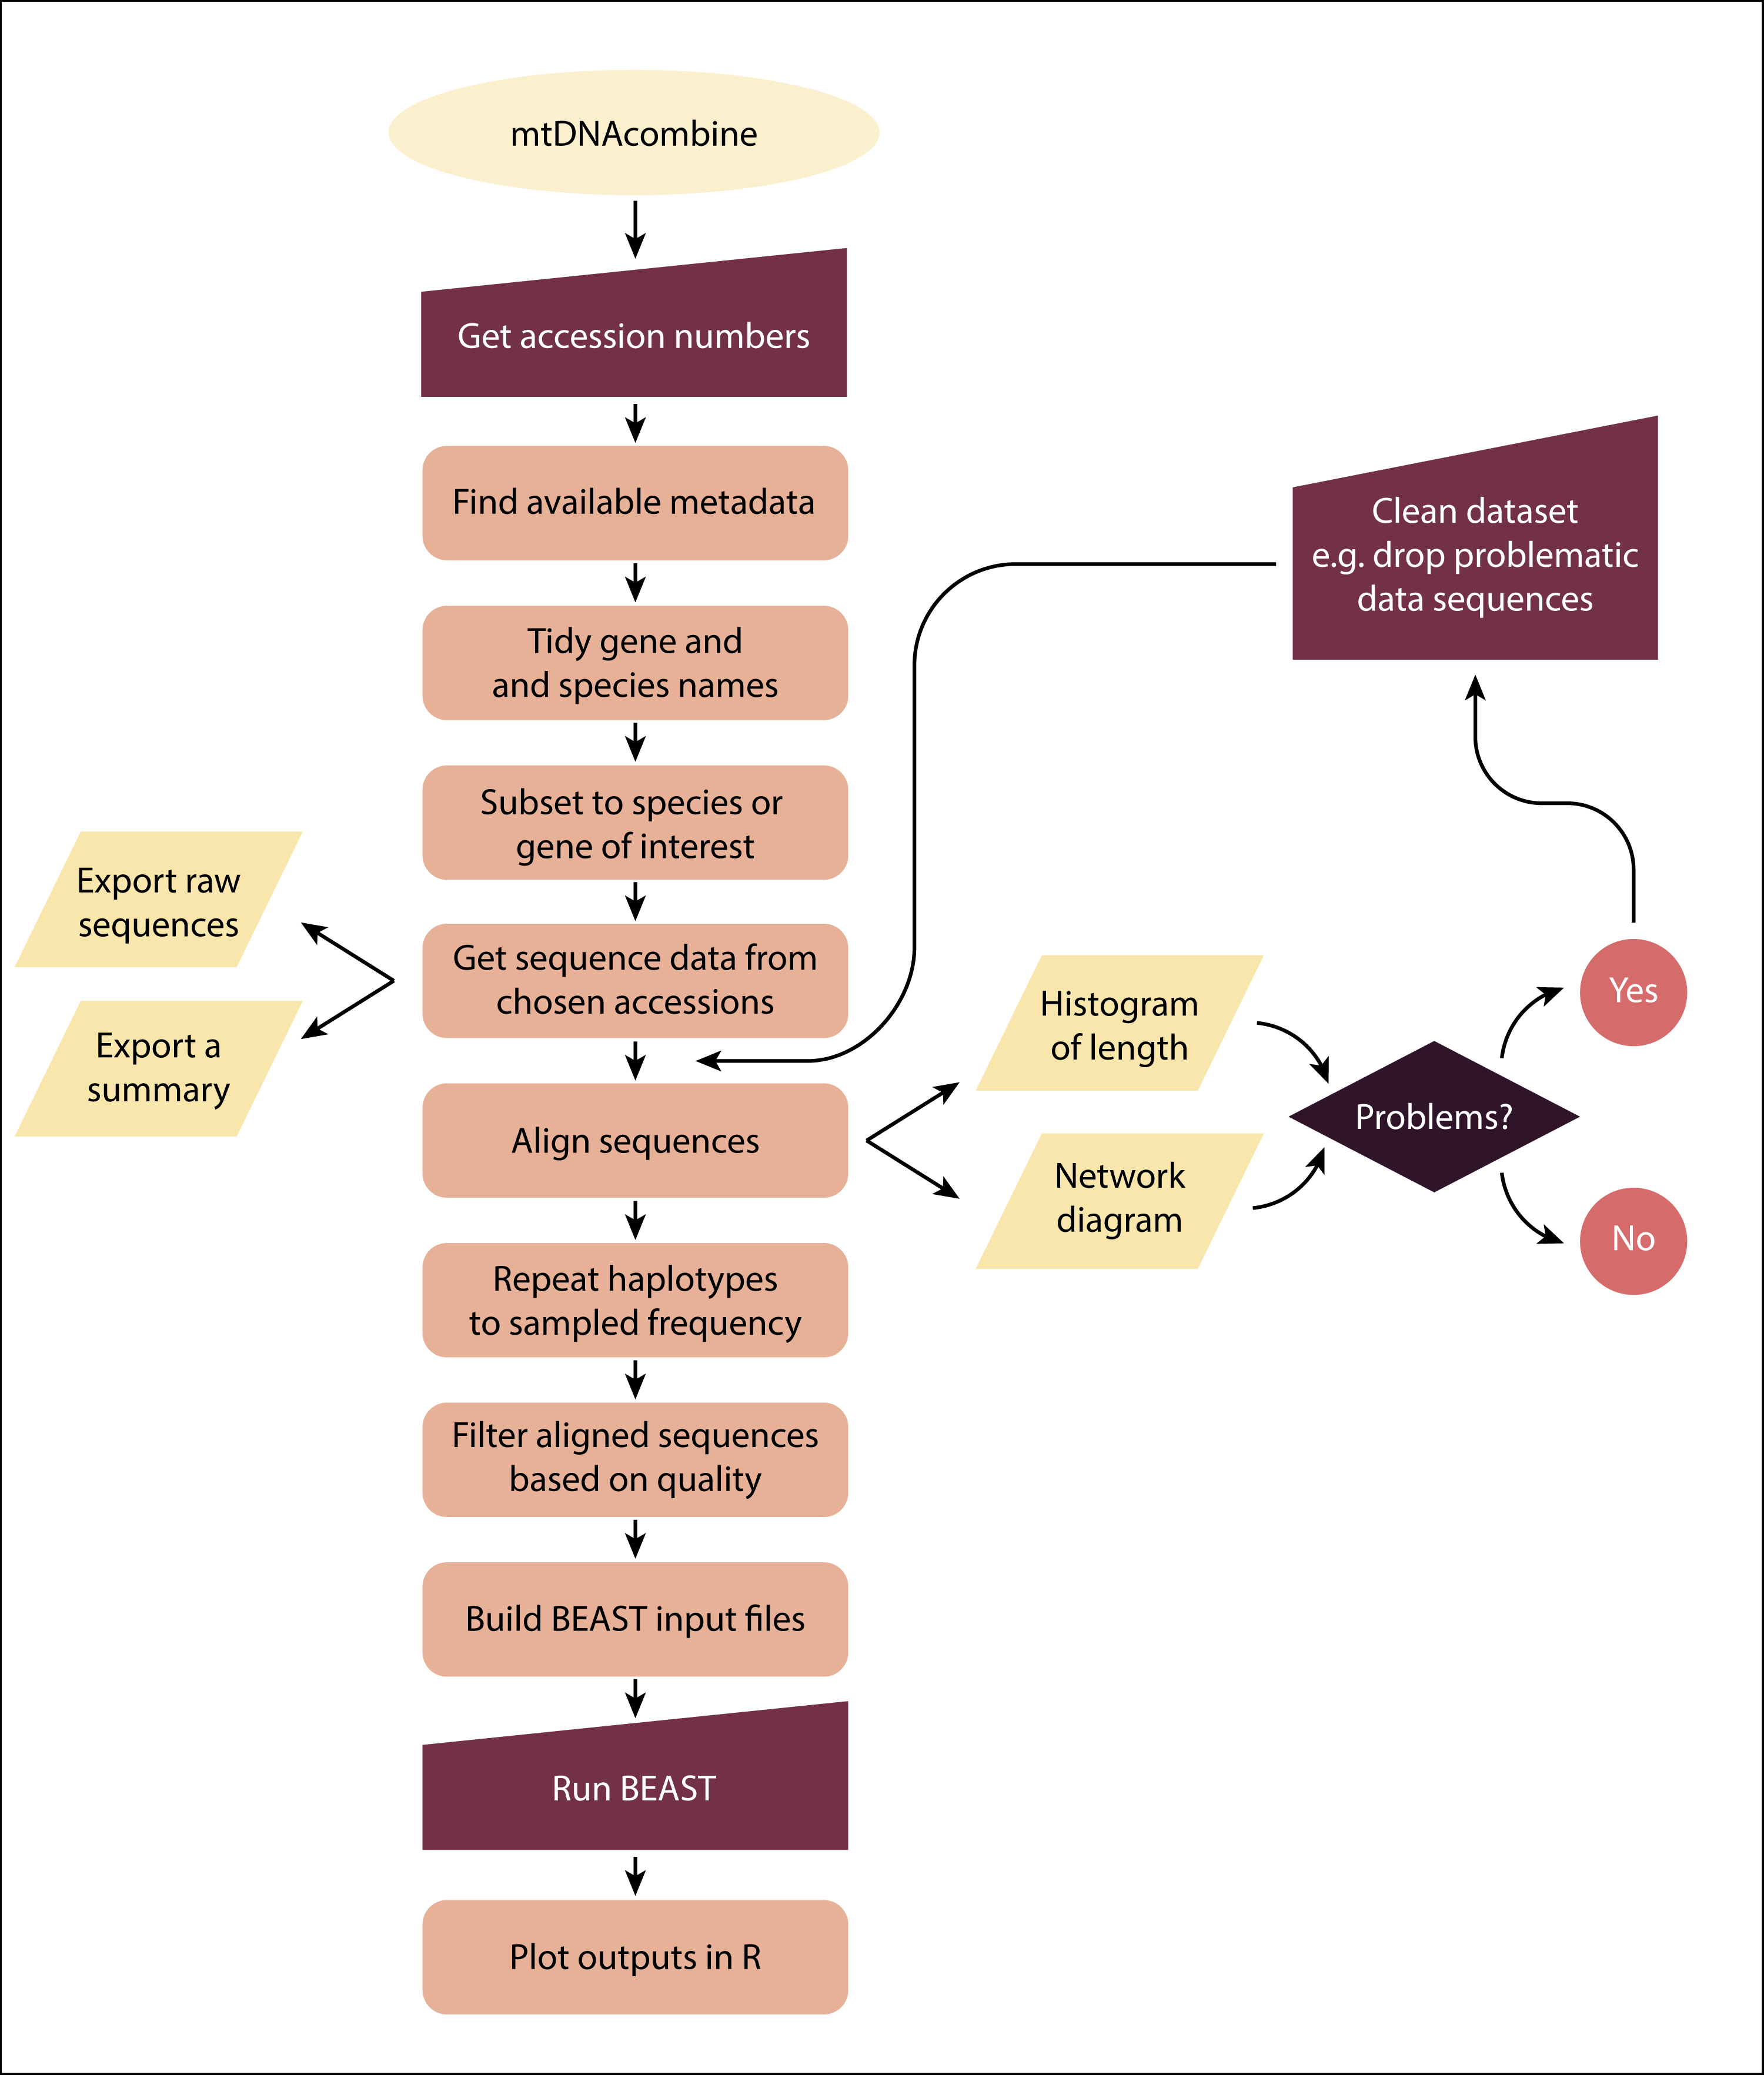 mtDNAcombine
Get accession numbers
Find available metadata
Tidy gene and
and species names
Subset to species or
gene of interest
Get sequence data from
chosen accessions
Export raw
sequences
Export a
summary
Align sequences
Histogram
of length
Network
diagram
Problems?
Yes
No
Clean dataset
e.g. drop problematic
data sequences
Repeat haplotypes
to sampled frequency
Filter aligned sequences
based on quality
Build BEAST input files
Run BEAST
Plot outputs in R